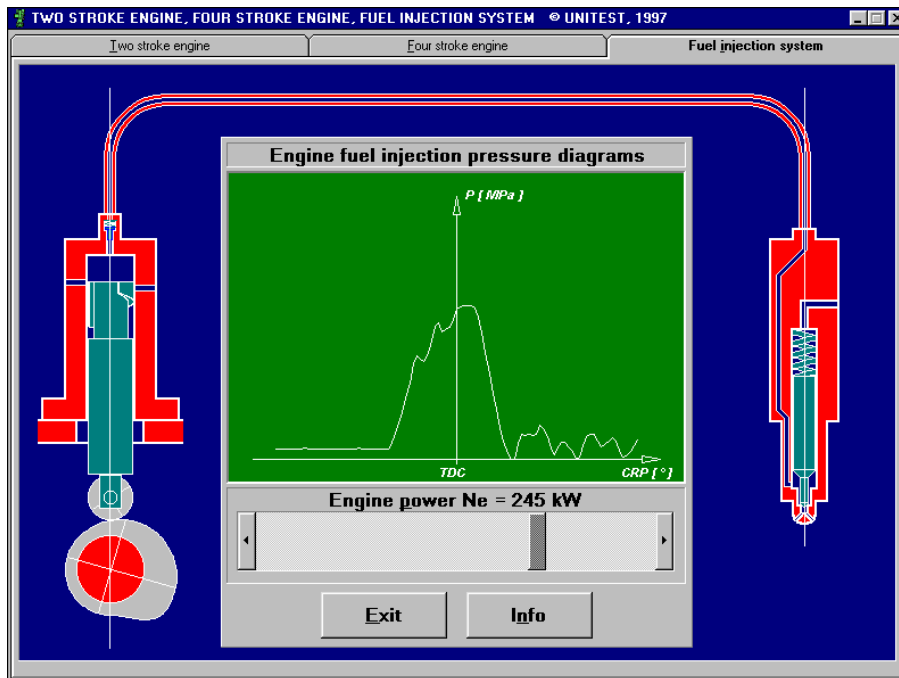 TWO STROKE ENGINE, FOUR STROKE ENGINE, FUEL INJECTION SYSTEM © UNITEST, 1997
Two stroke engine
Four stroke engine
Fuel injection system
Engine fuel injection pressure diagrams
P [ MPa ]
TDC
CRP [ ° ]
Engine power Ne = 245 kW
Exit
Info